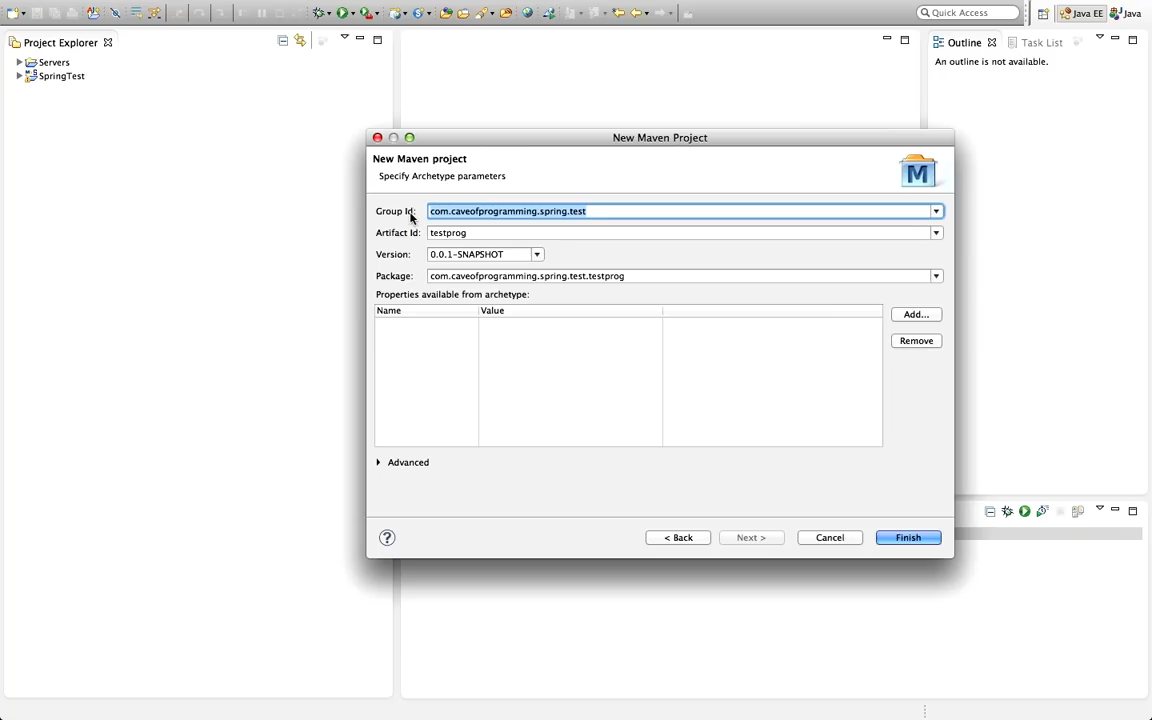 Quick Access
Java EE
Java
Project Explorer
Servers
SpringTest
Outline
Task List
An outline is not available.
New Maven Project
New Maven project
Specify Archetype parameters
M
Group Id: com.caveofprogramming.spring.test
Artifact Id: testprog
Version: 0.0.1-SNAPSHOT
Package: com.caveofprogramming.spring.test.testprog
Properties available from archetype:
Name Value
Add...
Remove
Advanced
? < Back Next > Cancel Finish